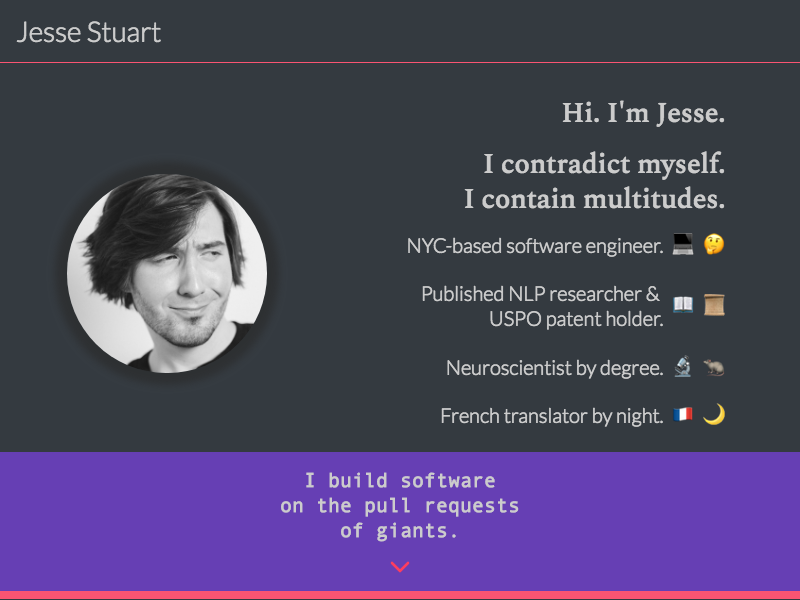 Jesse Stuart
Hi. I'm Jesse.
I contradict myself.
I contain multitudes.
NYC-based software engineer. 💻 🤔
Published NLP researcher &
USPO patent holder. 📖 📜
Neuroscientist by degree. 🔬 🐀
French translator by night. 🇫🇷 🌙
I build software
on the pull requests
of giants.